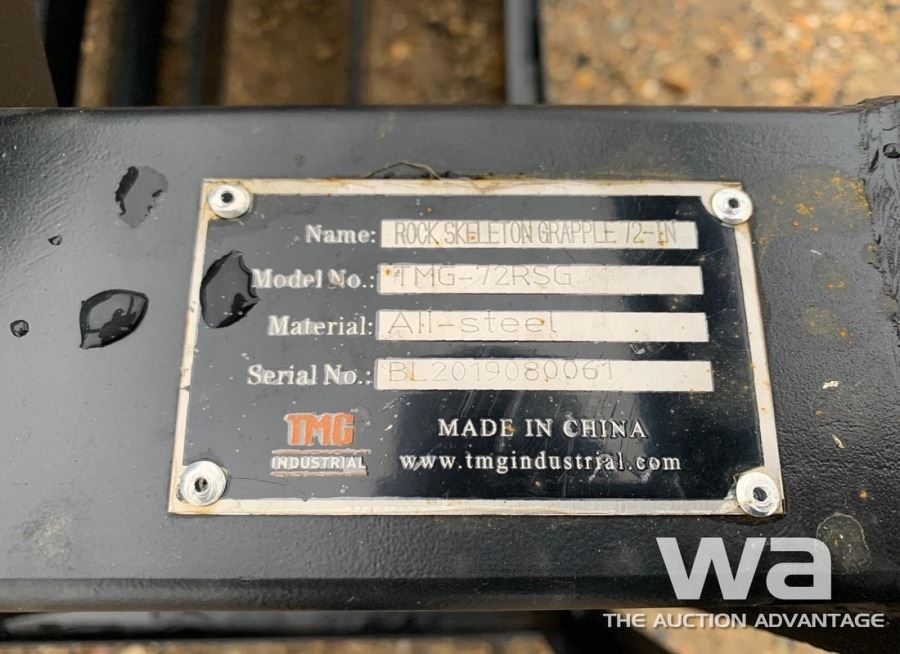 Name: ROCK SKELETON GRAPPLE 72-IN
Model No.: TMG-72RSG
Material: All-steel
Serial No.: BL2019080061
TMG
INDUSTRIAL
MADE IN CHINA
www.tmgindustrial.com
wa
THE AUCTION ADVANTAGE